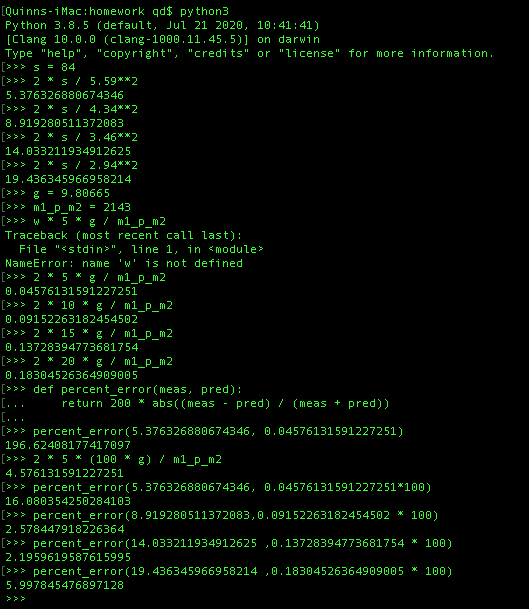 [Quinns-iMac:homework qd$ python3
Python 3.8.5 (default, Jul 21 2020, 10:41:41)
[Clang 10.0.0 (clang-1000.11.45.5)] on darwin
Type "help", "copyright", "credits" or "license" for more information.
[>>> s = 84
[>>> 2 * s / 5.59**2
5.376326880674346
[>>> 2 * s / 4.34**2
8.919280511372083
[>>> 2 * s / 3.46**2
14.033211934912625
[>>> 2 * s / 2.94**2
19.436345966958214
[>>> g = 9.80665
[>>> m1_p_m2 = 2143
[>>> w * 5 * g / m1_p_m2
Traceback (most recent call last):
  File "<stdin>", line 1, in <module>
NameError: name 'w' is not defined
[>>> 2 * 5 * g / m1_p_m2
0.04576131591227251
[>>> 2 * 10 * g / m1_p_m2
0.09152263182454502
[>>> 2 * 15 * g / m1_p_m2
0.13728394773681754
[>>> 2 * 20 * g / m1_p_m2
0.18304526364909005
[>>> def percent_error(meas, pred):
[...     return 200 * abs((meas - pred) / (meas + pred))
[...
[>>> percent_error(5.376326880674346, 0.04576131591227251)
196.62408177417097
[>>> 2 * 5 * (100 * g) / m1_p_m2
4.576131591227251
[>>> percent_error(5.376326880674346, 0.04576131591227251*100)
16.080354250284103
[>>> percent_error(8.919280511372083,0.09152263182454502 * 100)
2.578447918226364
[>>> percent_error(14.033211934912625 ,0.13728394773681754 * 100)
2.1959619587615995
[>>> percent_error(19.436345966958214 ,0.18304526364909005 * 100)
5.997845476897128
>>>